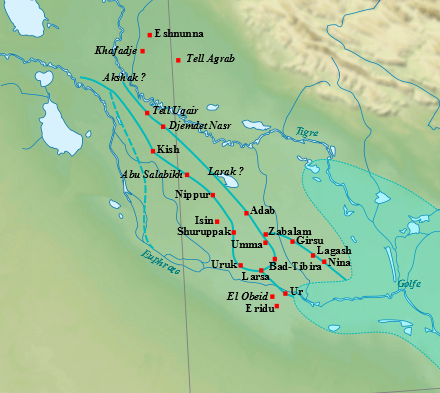 Eshnunna
Khafadje
Tell Agrab
Akshak ?
Tell Uqair
Djemdet Nasr
Tigre
Kish
Abu Salabikh
Larak ?
Nippur
Adab
Isin
Shuruppak
Zabalam
Umma
Girsu
Lagash
Nina
Euphrate
Uruk
Bad-Tibira
Larsa
Golfe
El Obeid
Ur
Eridu